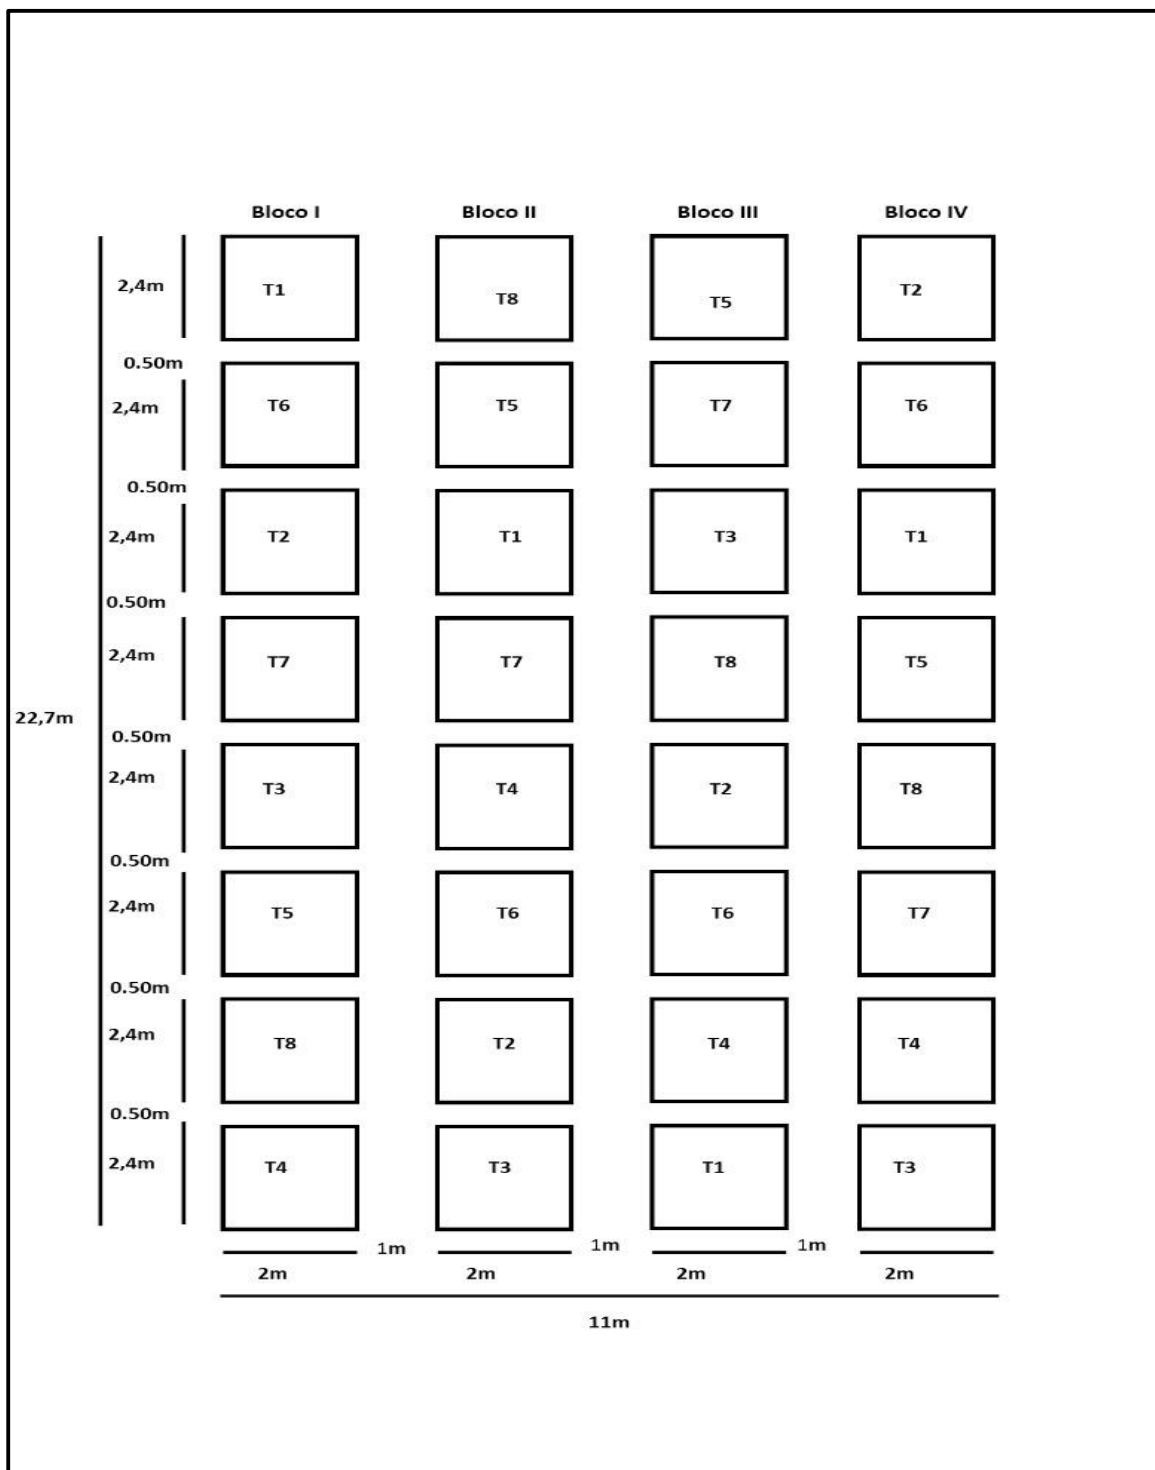 Bloco I Bloco II Bloco III Bloco IV
2,4m T1 T8 T5 T2
0.50m
2,4m T6 T5 T7 T6
0.50m
2,4m T2 T1 T3 T1
0.50m
2,4m T7 T7 T8 T5
22,7m
0.50m
2,4m T3 T4 T2 T8
0.50m
2,4m T5 T6 T6 T7
0.50m
2,4m T8 T2 T4 T4
0.50m
2,4m T4 T3 T1 T3
1m 1m 1m
2m 2m 2m 2m
11m